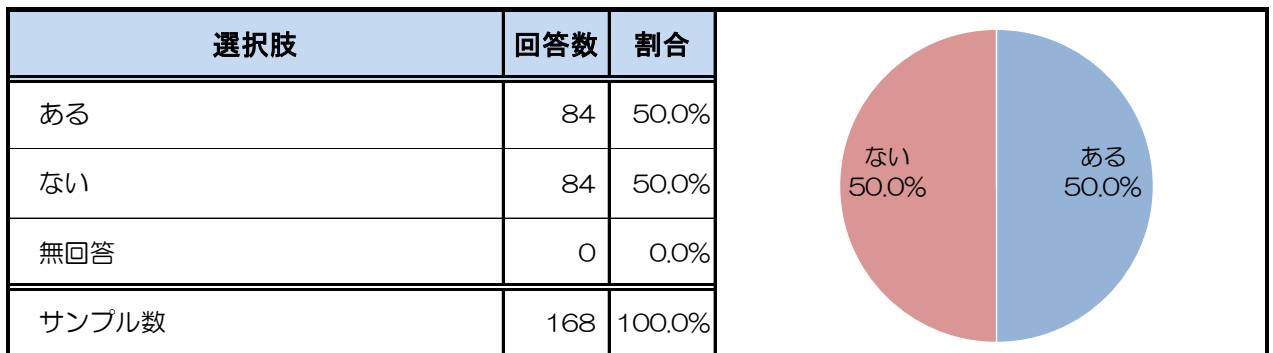 選択肢 回答数 割合
ある 84 50.0%
ない 84 50.0%
無回答 0 0.0%
サンプル数 168 100.0%
ない
50.0%
ある
50.0%